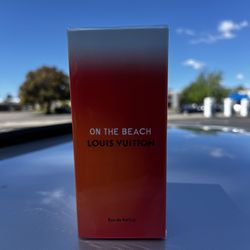 ON THE BEACH
LOUIS VUITTON
Eau de Parfum